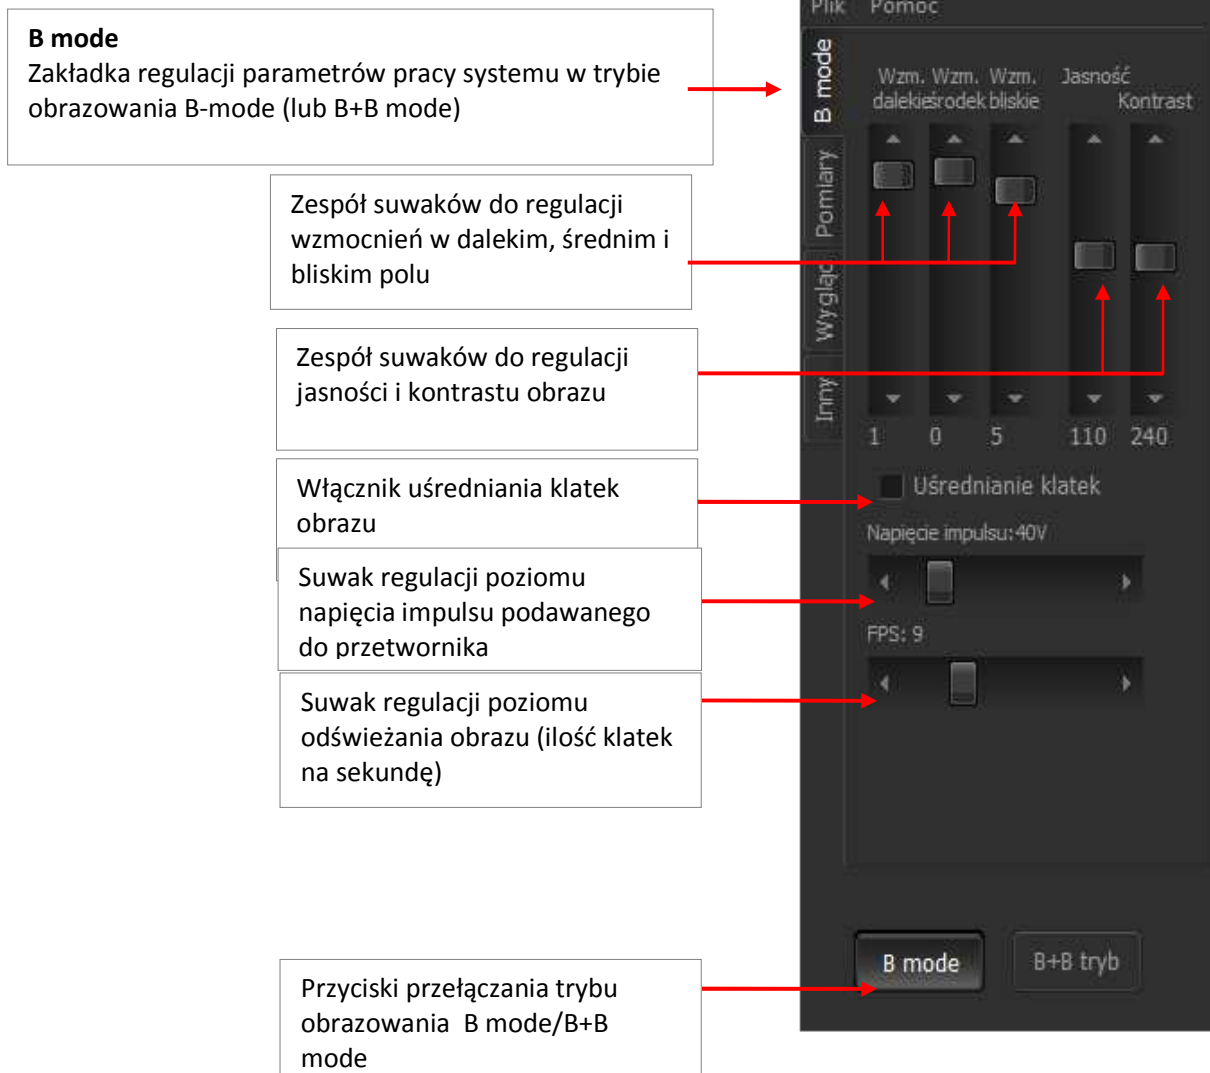 B mode
Zakładka regulacji parametrów pracy systemu w trybie
obrazowania B-mode (lub B+B mode)
Zespół suwaków do regulacji
wzmocnień w dalekim, średnim i
bliskim polu
Zespół suwaków do regulacji
jasności i kontrastu obrazu
Włącznik uśredniania klatek
obrazu
Suwak regulacji poziomu
napięcia impulsu podawanego
do przetwornika
Suwak regulacji poziomu
odświeżania obrazu (ilość klatek
na sekundę)
Przyciski przełączania trybu
obrazowania B mode/B+B
mode
Plik Pomoc
B mode
Pomiary
Wygląd
Inny
Wzm. Wzm. Wzm. Jasność
dalekie środek bliskie Kontrast
1 0 5 110 240
Uśrednianie klatek
Napięcie impulsu:40V
FPS: 9
B mode B+B tryb